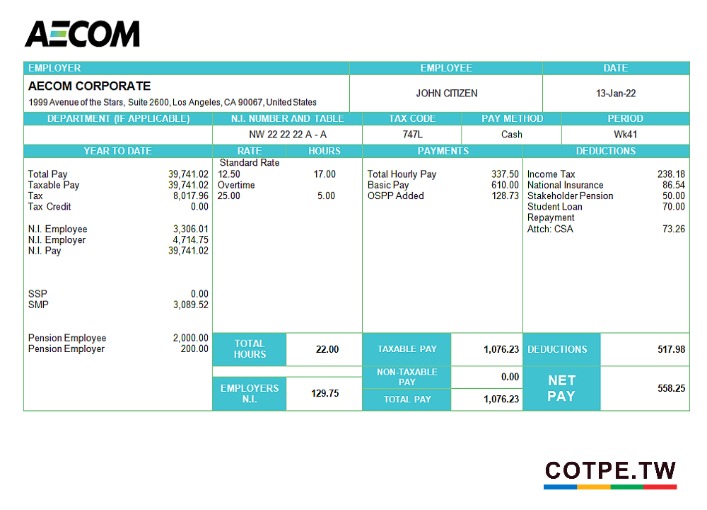 AECOM
EMPLOYER EMPLOYEE DATE
AECOM CORPORATE
1999 Avenue of the Stars, Suite 2600, Los Angeles, CA 90067, United States
JOHN CITIZEN 13-Jan-22
DEPARTMENT (IF APPLICABLE) N.I. NUMBER AND TABLE TAX CODE PAY METHOD PERIOD
NW 22 22 22 A - A 747L Cash Wk41
YEAR TO DATE RATE HOURS PAYMENTS DEDUCTIONS
Standard Rate
Total Pay 39,741.02 12.50 17.00 Total Hourly Pay 337.50 Income Tax 238.18
Taxable Pay 39,741.02 Overtime Basic Pay 610.00 National Insurance 86.54
Tax 8,017.96 25.00 5.00 OSPP Added 128.73 Stakeholder Pension 50.00
Tax Credit 0.00 Student Loan 70.00
Repayment
N.I. Employee 3,306.01 Attch: CSA 73.26
N.I. Employer 4,714.75
N.I. Pay 39,741.02
SSP 0.00
SMP 3,089.52
Pension Employee 2,000.00
Pension Employer 200.00
TOTAL HOURS 22.00 TAXABLE PAY 1,076.23 DEDUCTIONS 517.98
NON-TAXABLE PAY 0.00
EMPLOYERS N.I. 129.75 TOTAL PAY 1,076.23 NET PAY 558.25
COTPE.TW